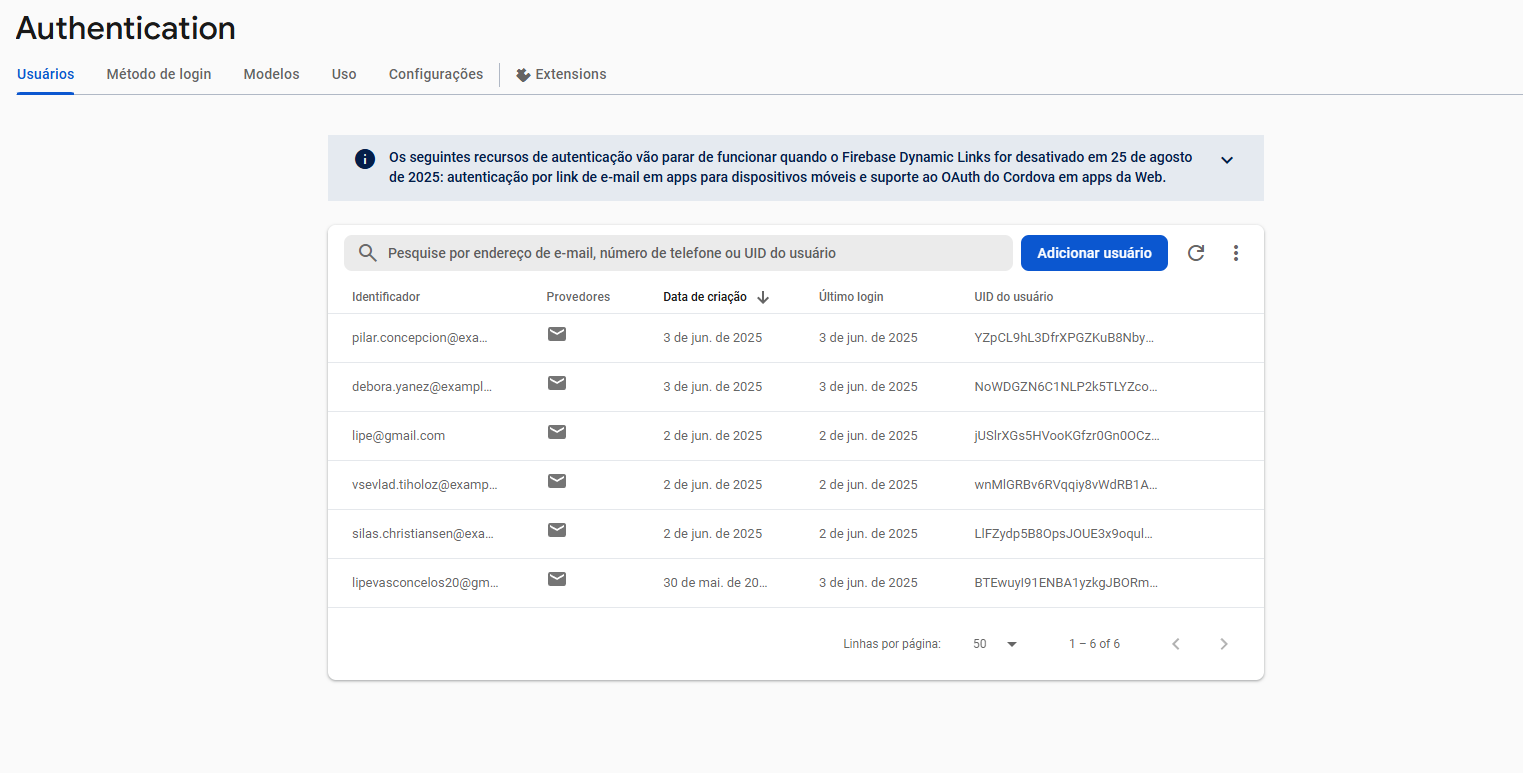 Authentication
Usuários Método de login Modelos Uso Configurações Extensions
Os seguintes recursos de autenticação vão parar de funcionar quando o Firebase Dynamic Links for desativado em 25 de agosto
de 2025: autenticação por link de e-mail em apps para dispositivos móveis e suporte ao OAuth do Cordova em apps da Web.
Pesquise por endereço de e-mail, número de telefone ou UID do usuário Adicionar usuário
Identificador Provedores Data de criação Último login UID do usuário
pilar.concepcion@exa... 3 de jun. de 2025 3 de jun. de 2025 YZpCL9hL3DfrXPGZKuB8Nby...
debora.yanez@exampl... 3 de jun. de 2025 3 de jun. de 2025 NoWDGZN6C1NLP2k5TLYZco...
lipe@gmail.com 2 de jun. de 2025 2 de jun. de 2025 jUSlrXGs5HVooKGfzr0Gn0OCz...
vsevlad.tiholoz@examp... 2 de jun. de 2025 2 de jun. de 2025 wnMlGRBv6RVqqiy8vWdRB1A...
silas.christiansen@exa... 2 de jun. de 2025 2 de jun. de 2025 LlFZydp5B8OpsJOUE3x9oqul...
lipevasconcelos20@gm... 30 de mai. de 20... 3 de jun. de 2025 BTEwuyI91ENBA1yzkgJBORm...
Linhas por página: 50 1 – 6 of 6